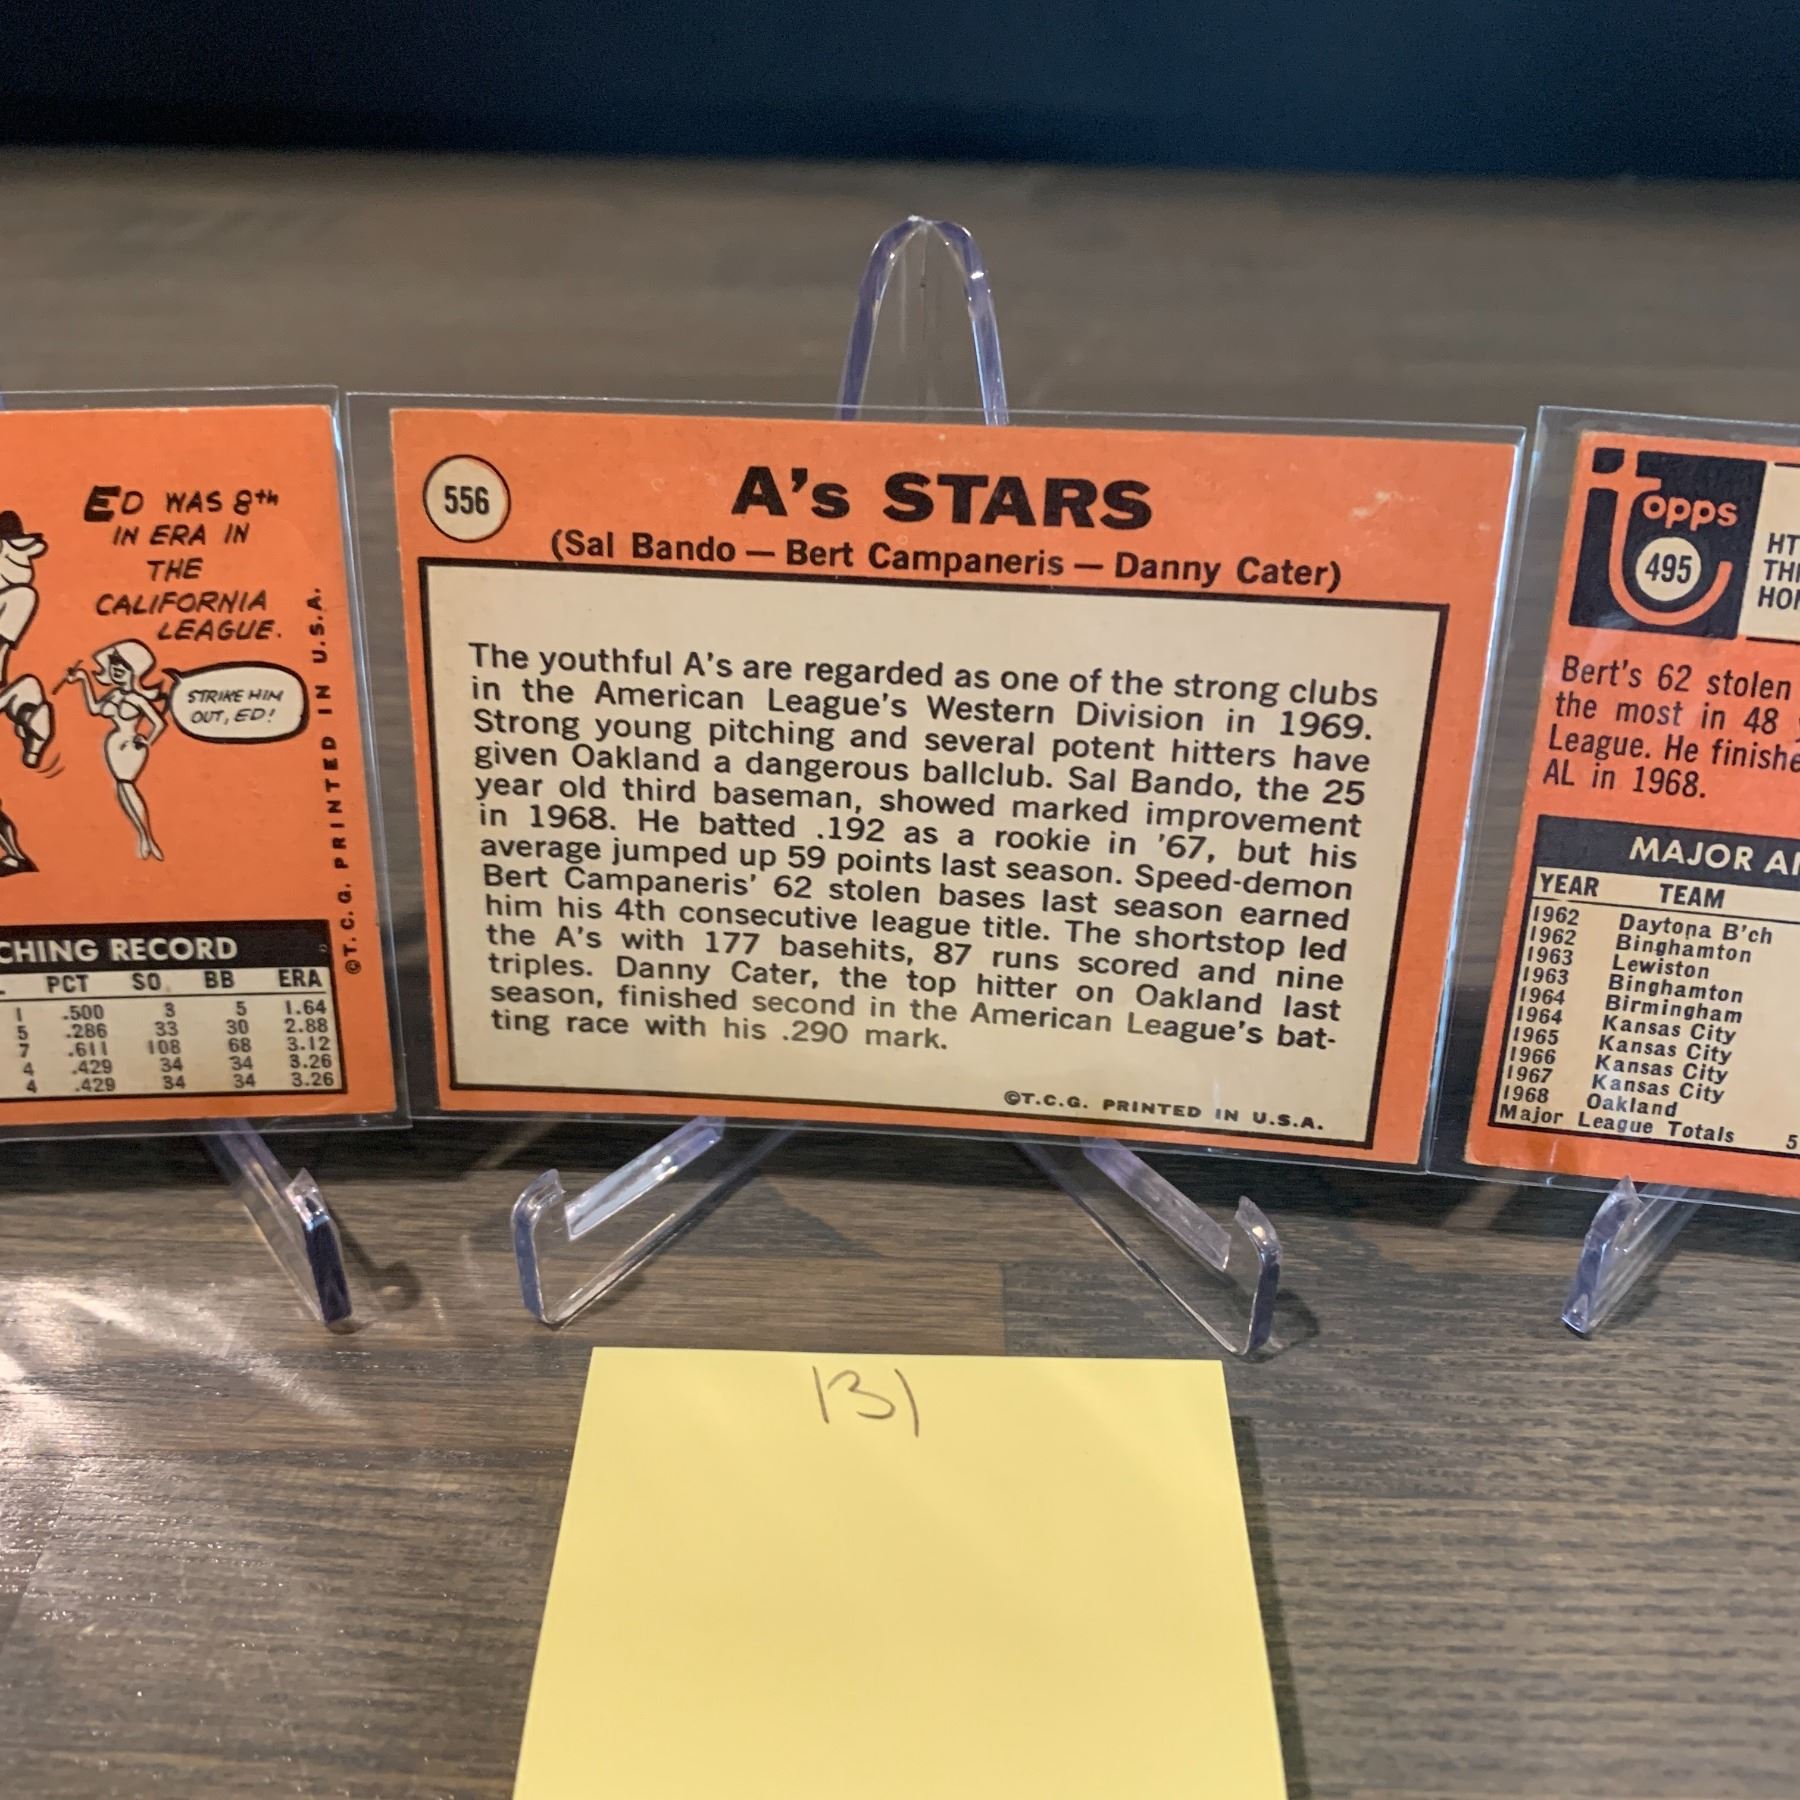 ED WAS 8th
IN ERA IN
THE
CALIFORNIA
LEAGUE.
STRIKE HIM
OUT, ED!
©T.C.G. PRINTED IN U.S.A.
CHING RECORD
PCT SO BB ERA
1 .500 3 5 1.64
5 .286 33 30 2.88
7 .611 108 68 3.12
4 .429 34 34 3.26
4 .429 34 34 3.26
556
A's STARS
(Sal Bando — Bert Campaneris — Danny Cater)
The youthful A's are regarded as one of the strong clubs
in the American League's Western Division in 1969.
Strong young pitching and several potent hitters have
given Oakland a dangerous ballclub. Sal Bando, the 25
year old third baseman, showed marked improvement
in 1968. He batted .192 as a rookie in '67, but his
average jumped up 59 points last season. Speed-demon
Bert Campaneris' 62 stolen bases last season earned
him his 4th consecutive league title. The shortstop led
the A's with 177 basehits, 87 runs scored and nine
triples. Danny Cater, the top hitter on Oakland last
season, finished second in the American League's bat-
ting race with his .290 mark.
©T.C.G. PRINTED IN U.S.A.
Topps
495
HT
THI
HO
Bert's 62 stolen
the most in 48
League. He finishe
AL in 1968.
MAJOR A
YEAR TEAM
1962 Daytona B'ch
1962 Binghamton
1963 Lewiston
1963 Binghamton
1964 Birmingham
1964 Kansas City
1965 Kansas City
1966 Kansas City
1967 Kansas City
1968 Oakland
Major League Totals 5
131